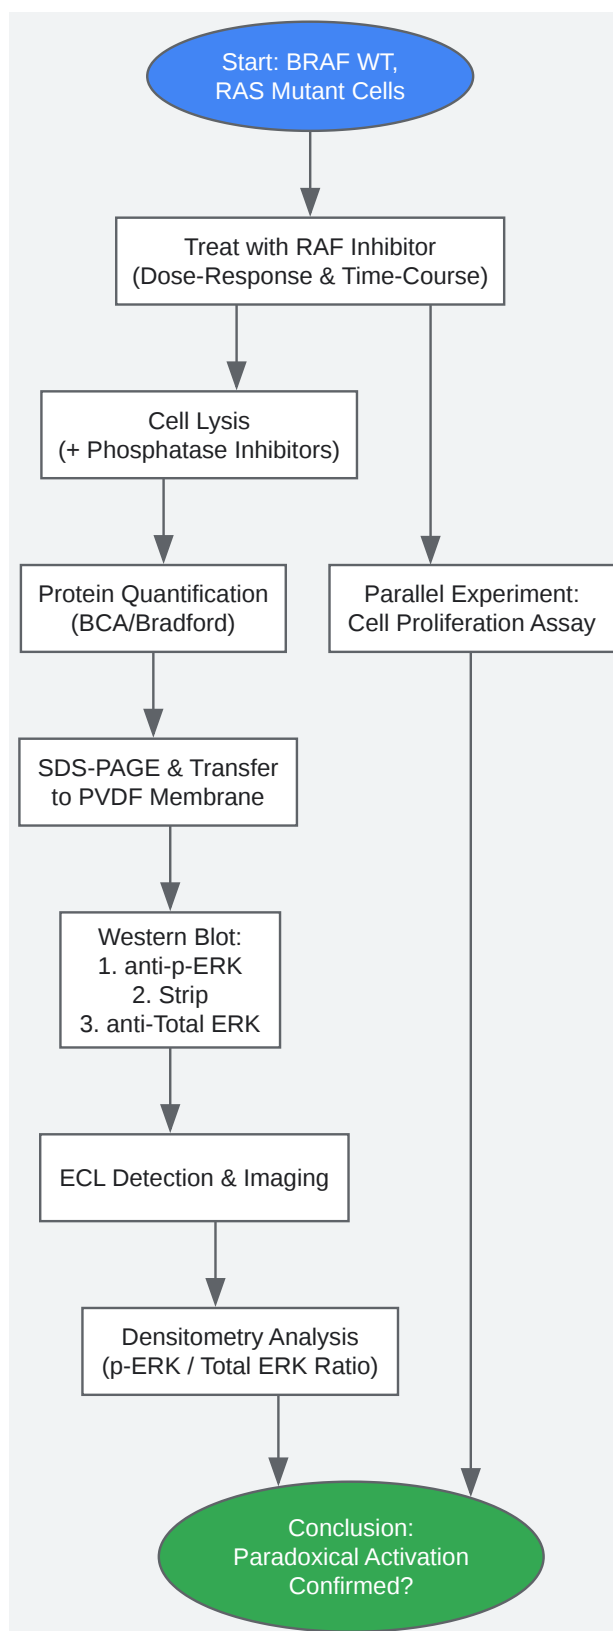 Start: BRAF WT,
RAS Mutant Cells
Treat with RAF Inhibitor
(Dose-Response & Time-Course)
Cell Lysis
(+ Phosphatase Inhibitors)
Protein Quantification
(BCA/Bradford)
Parallel Experiment:
Cell Proliferation Assay
SDS-PAGE & Transfer
to PVDF Membrane
Western Blot:
1. anti-p-ERK
2. Strip
3. anti-Total ERK
ECL Detection & Imaging
Densitometry Analysis
(p-ERK / Total ERK Ratio)
Conclusion:
Paradoxical Activation
Confirmed?